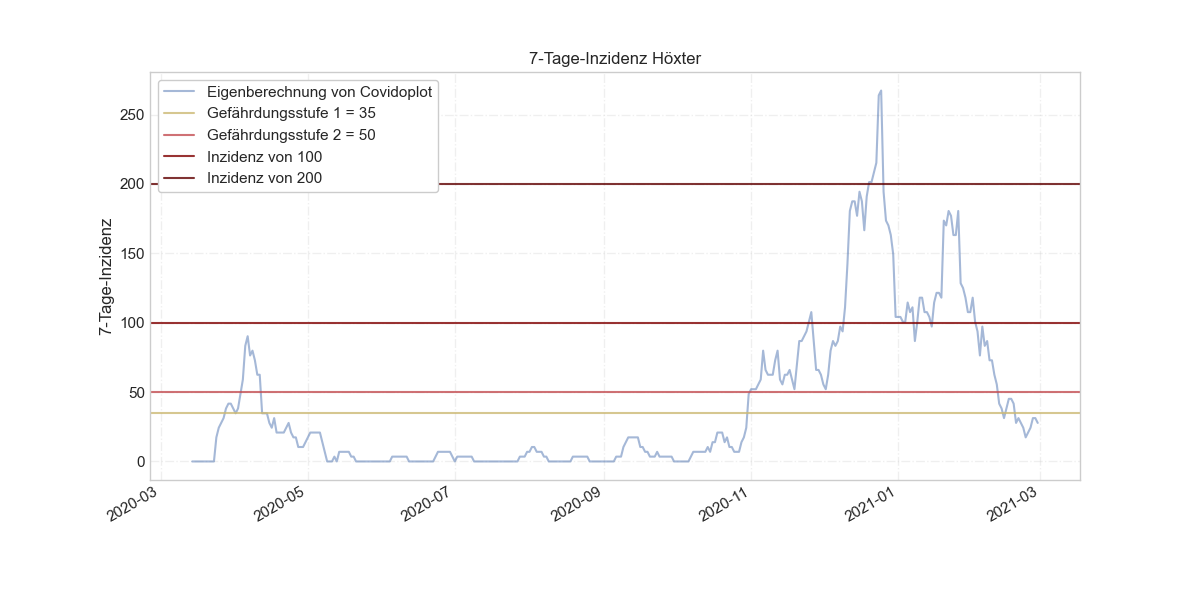 7-Tage-Inzidenz Höxter
Eigenberechnung von Covidoplot
Gefährdungsstufe 1 = 35
Gefährdungsstufe 2 = 50
Inzidenz von 100
Inzidenz von 200
7-Tage-Inzidenz
250
200
150
100
50
0
2020-03
2020-05
2020-07
2020-09
2020-11
2021-01
2021-03